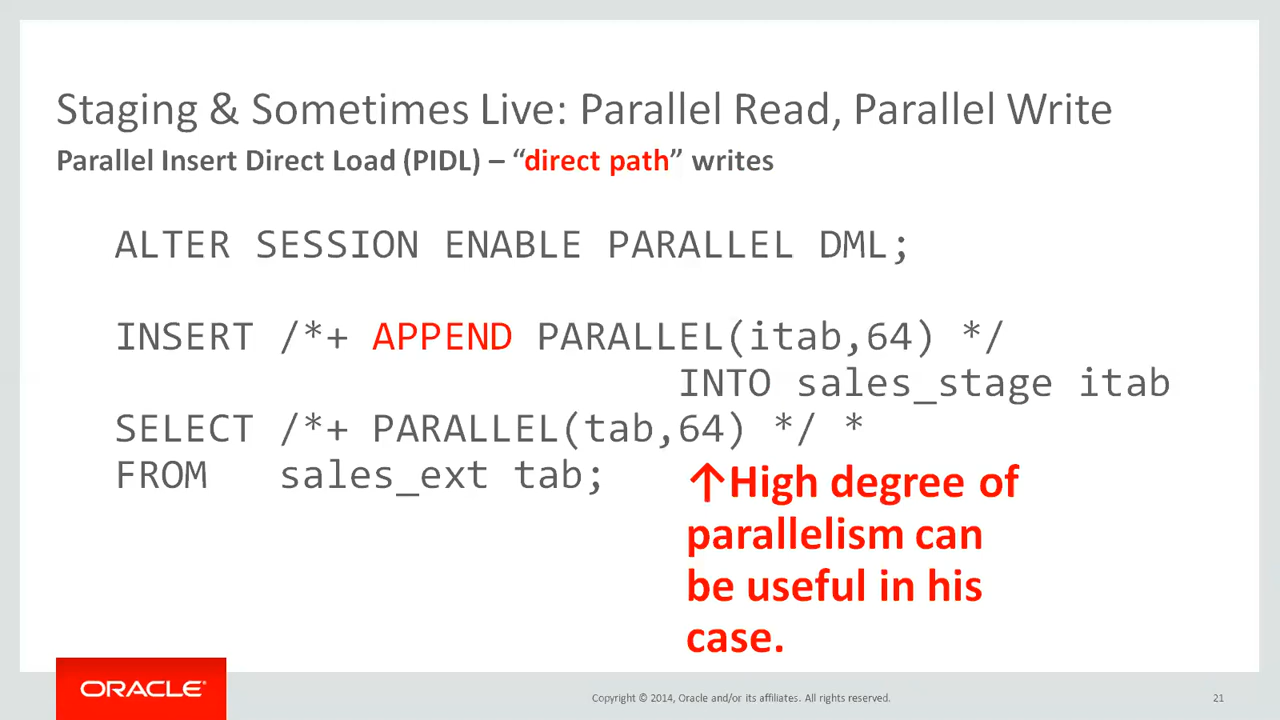 Staging & Sometimes Live: Parallel Read, Parallel Write
Parallel Insert Direct Load (PIDL) – “direct path” writes
ALTER SESSION ENABLE PARALLEL DML;
INSERT /*+ APPEND PARALLEL(itab,64) */
INTO sales_stage itab
SELECT /*+ PARALLEL(tab,64) */ *
FROM sales_ext tab;
↑High degree of
parallelism can
be useful in his
case.
ORACLE®
Copyright © 2014, Oracle and/or its affiliates. All rights reserved.
21